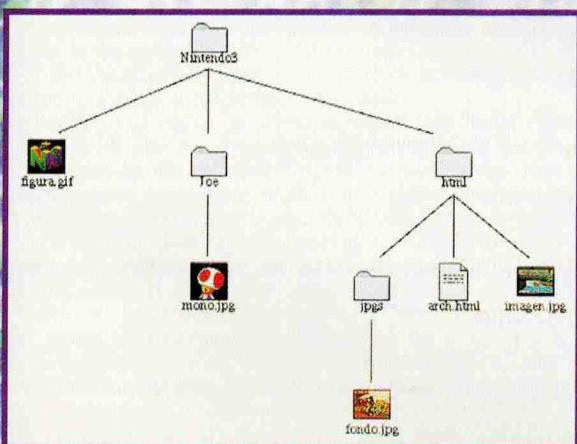 Nintendo3
figura.gif
Toe
html
mono.jpg
jpgs
arch.html
imagen.jpg
fondo.jpg